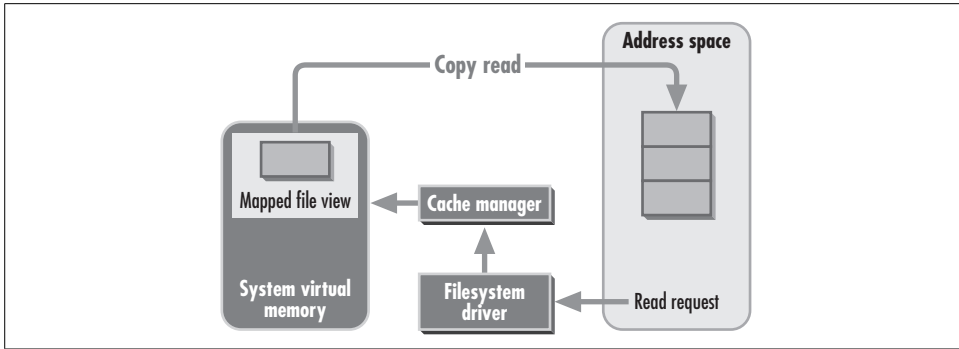 Address space
Copy read
Mapped file view
Cache manager
System virtual
memory
Filesystem
driver
Read request